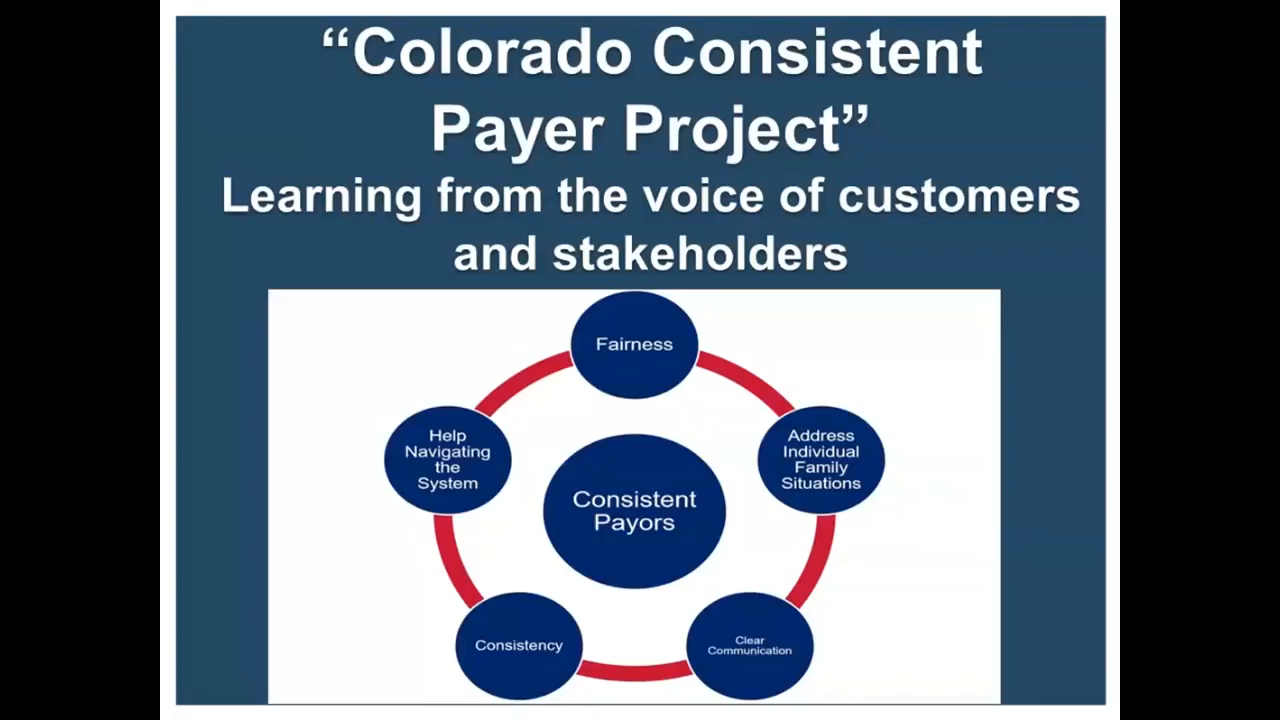 “Colorado Consistent
Payer Project”
Learning from the voice of customers
and stakeholders
Fairness
Help
Navigating
the
System
Address
Individual
Family
Situations
Consistent
Payors
Consistency
Clear
Communication